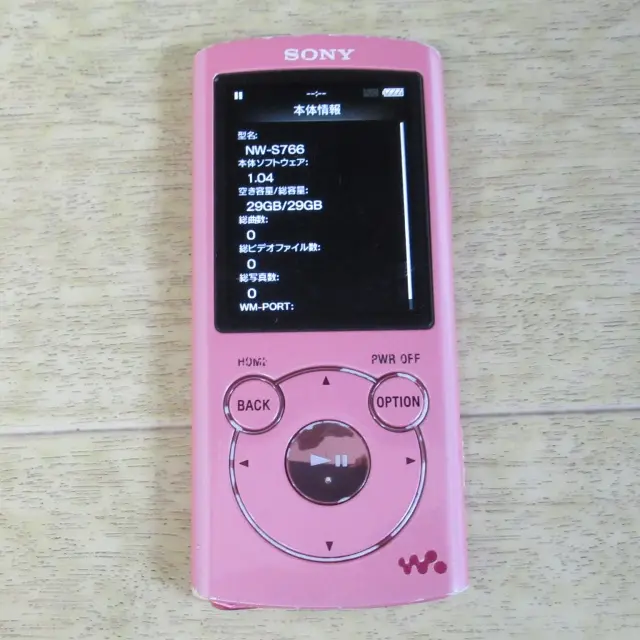 SONY
--:--
本体情報
型名:
NW-S766
本体ソフトウェア:
1.04
空き容量/総容量:
29GB/29GB
総曲数:
0
総ビデオファイル数:
0
総写真数:
0
WM-PORT:
HOME
PWR OFF
BACK
OPTION